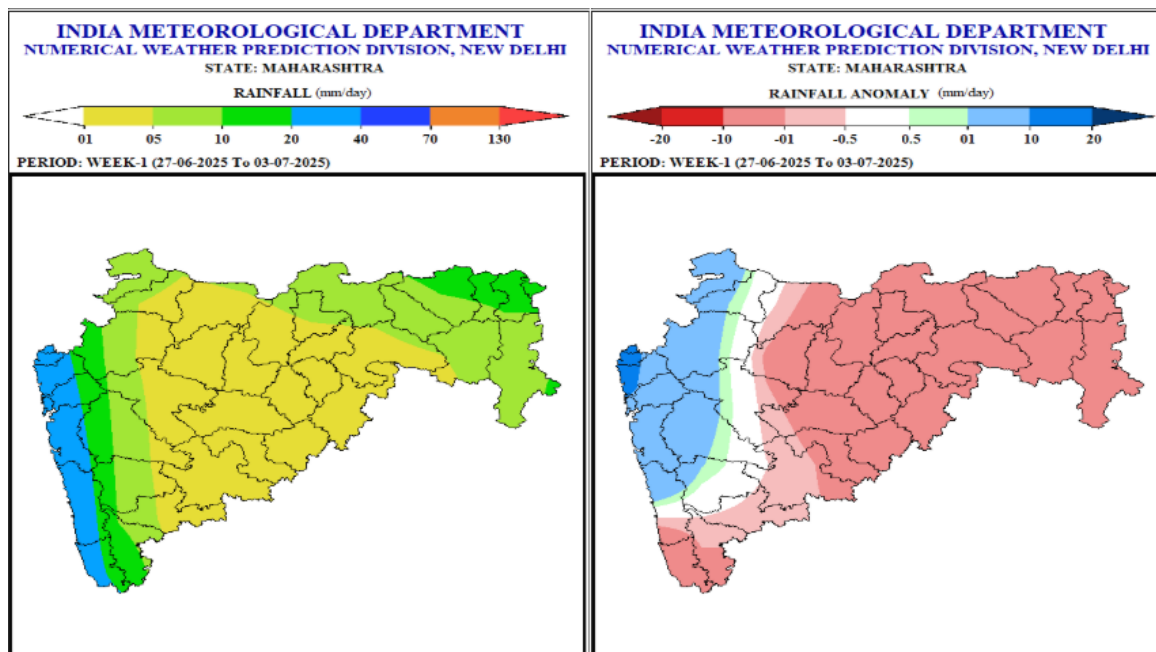 INDIA METEOROLOGICAL DEPARTMENT
NUMERICAL WEATHER PREDICTION DIVISION, NEW DELHI
STATE: MAHARASHTRA
RAINFALL (mm/day)
01 05 10 20 40 70 130
PERIOD: WEEK-1 (27-06-2025 To 03-07-2025)
INDIA METEOROLOGICAL DEPARTMENT
NUMERICAL WEATHER PREDICTION DIVISION, NEW DELHI
STATE: MAHARASHTRA
RAINFALL ANOMALY (mm/day)
-20 -10 -01 -0.5 0.5 01 10 20
PERIOD: WEEK-1 (27-06-2025 To 03-07-2025)